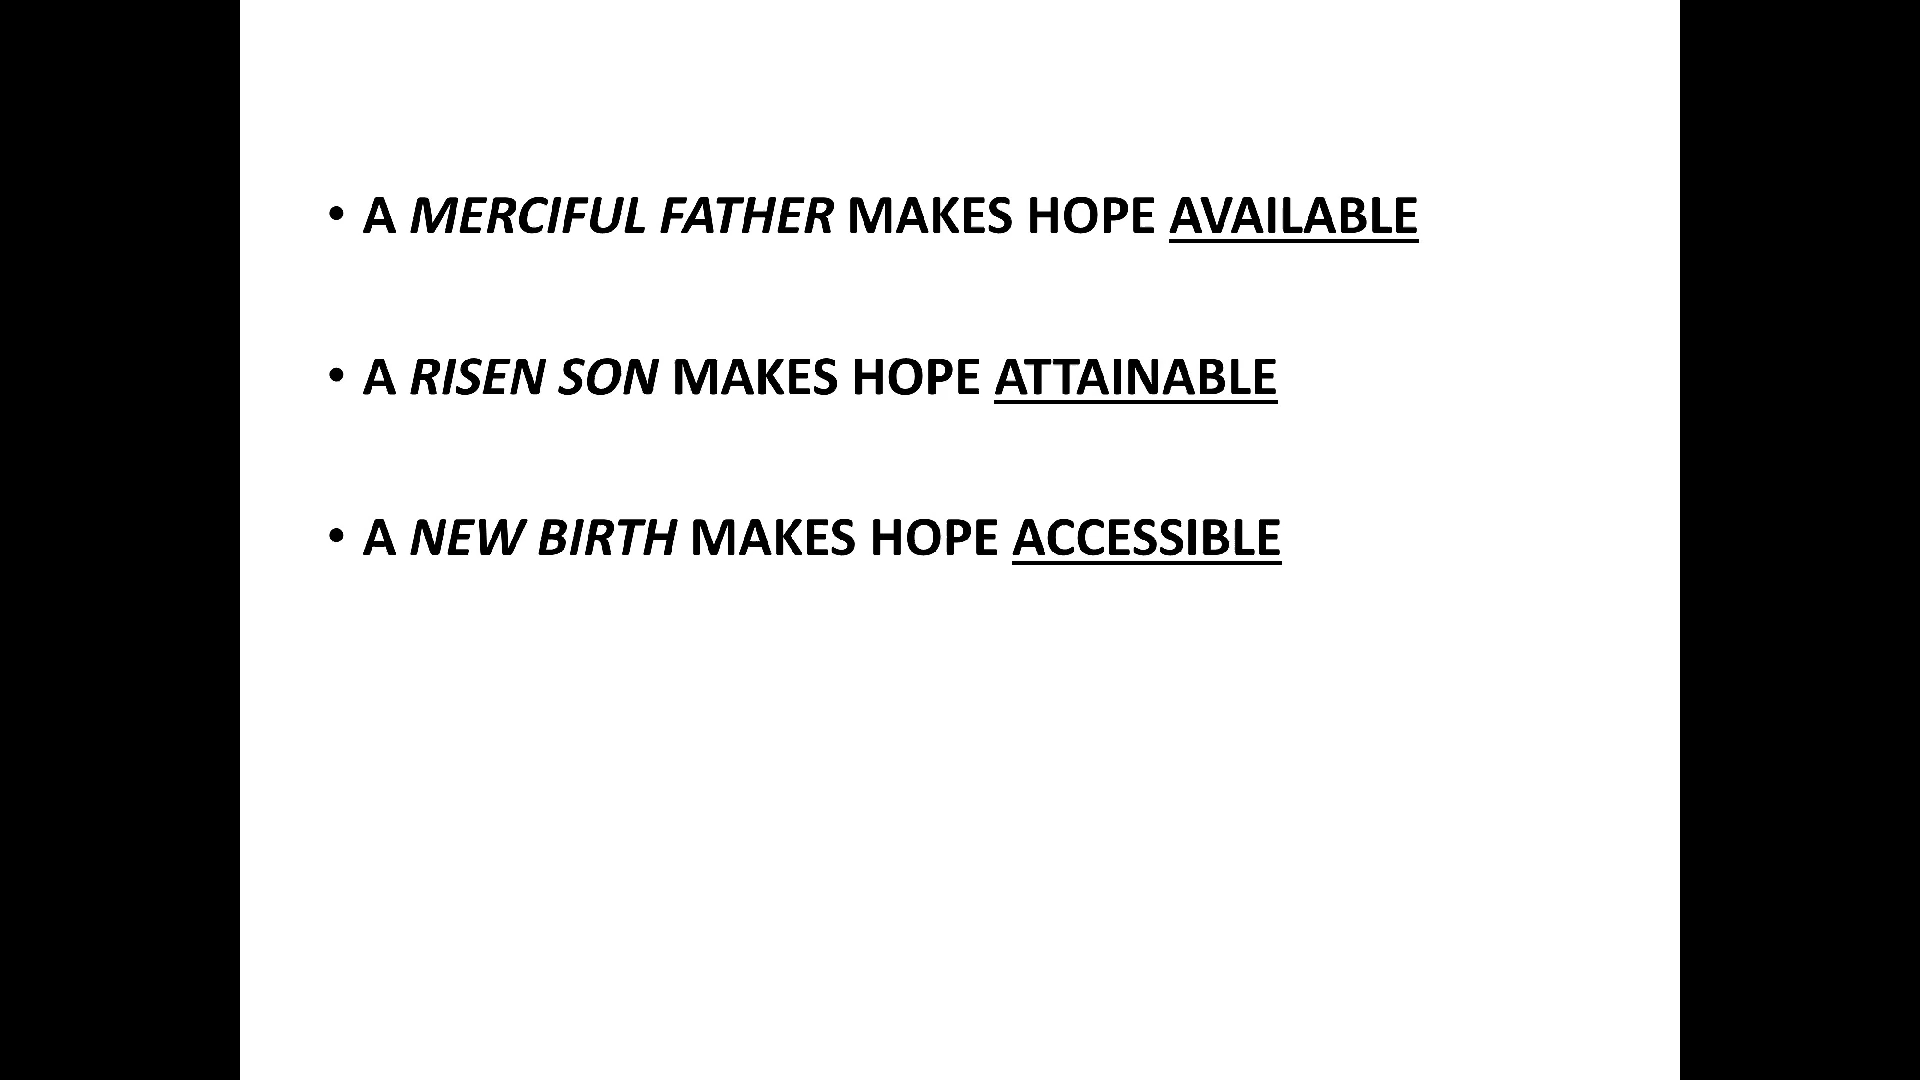 • A MERCIFUL FATHER MAKES HOPE AVAILABLE
• A RISEN SON MAKES HOPE ATTAINABLE
• A NEW BIRTH MAKES HOPE ACCESSIBLE